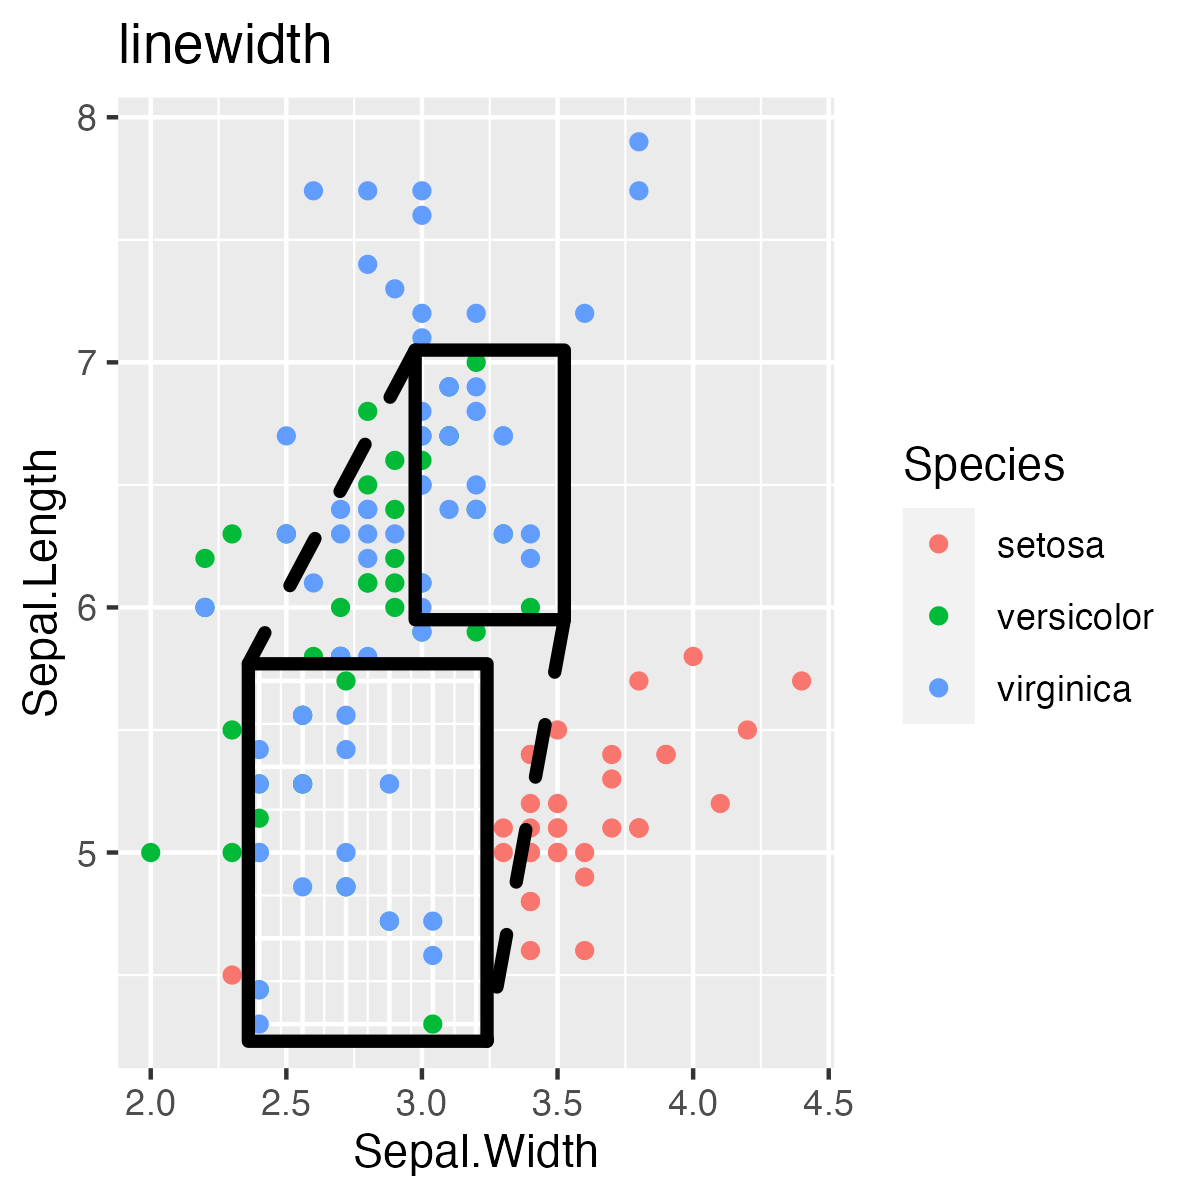 linewidth
8
7
6
5
Sepal.Length
2.0 2.5 3.0 3.5 4.0 4.5
Sepal.Width
Species
setosa
versicolor
virginica